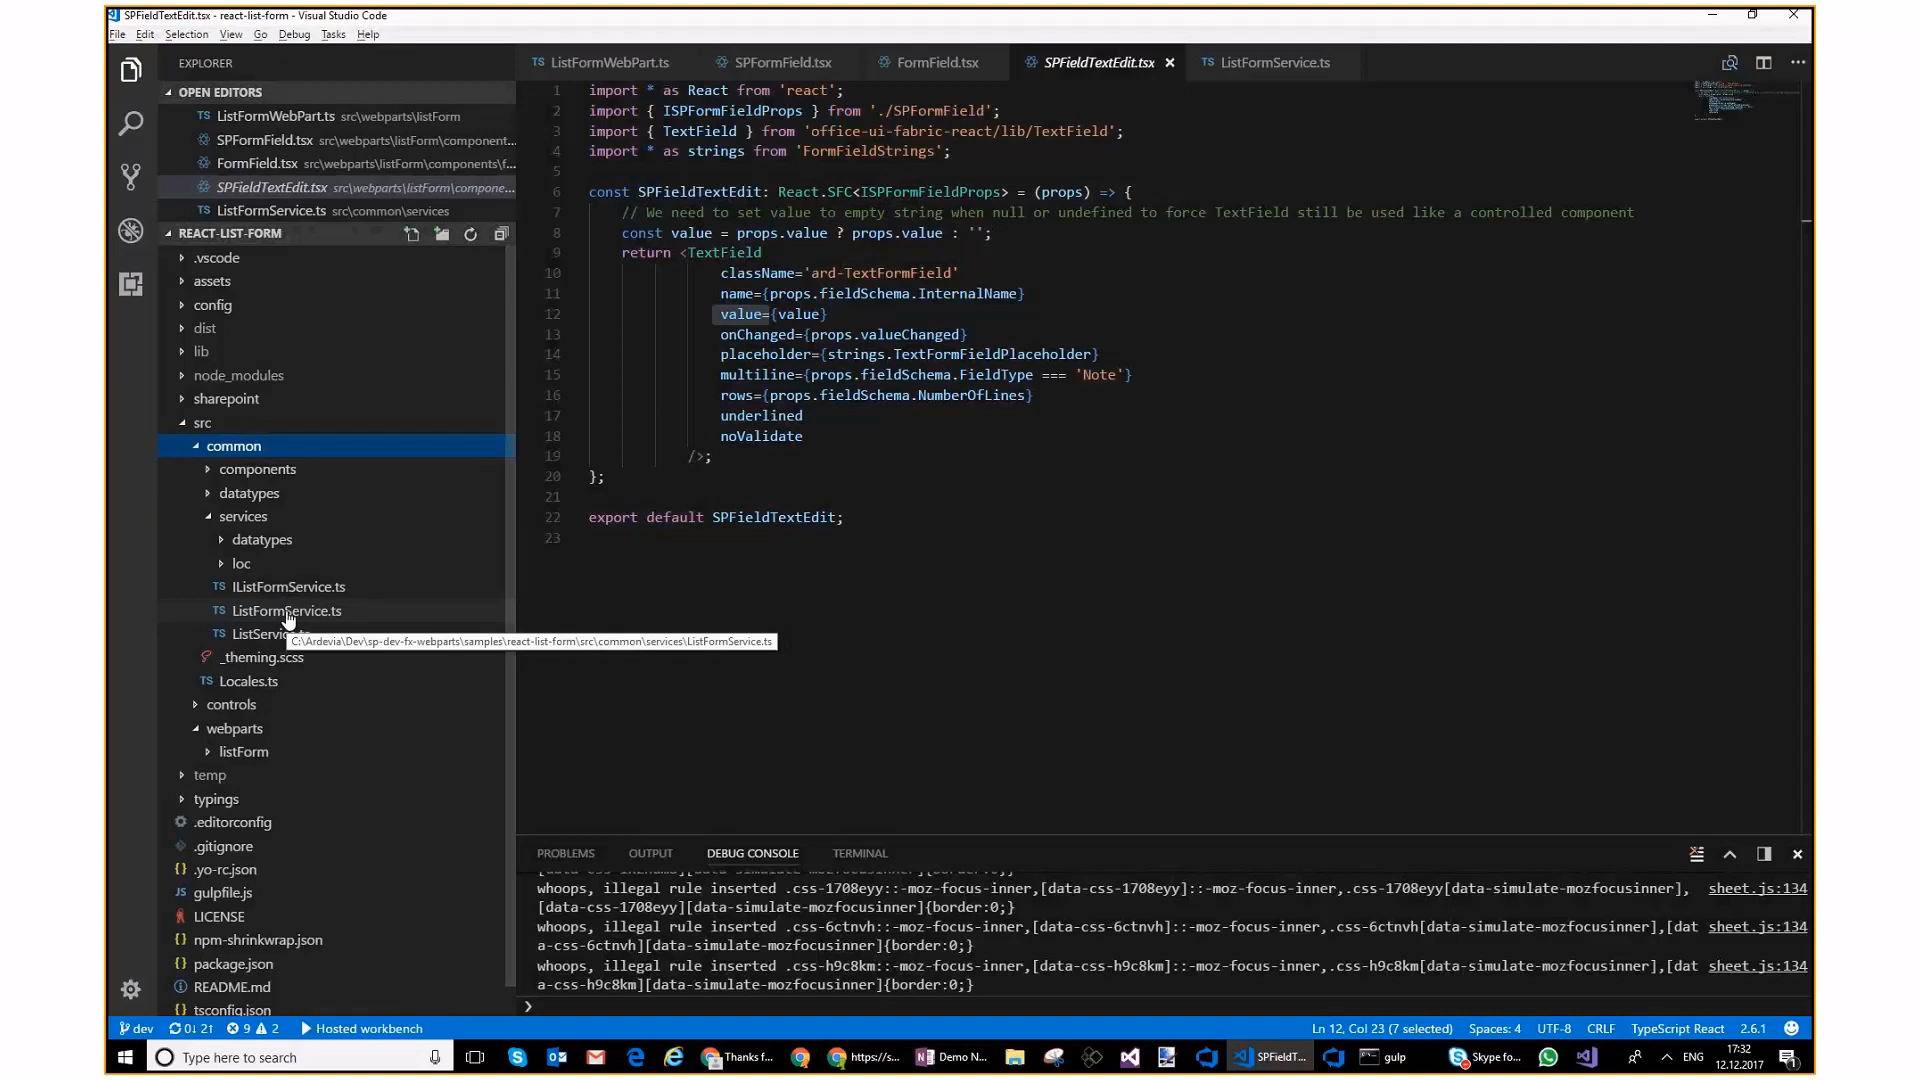 SPFieldTextEdit.tsx - react-list-form - Visual Studio Code
File Edit Selection View Go Debug Tasks Help
EXPLORER
OPEN EDITORS
ListFormWebPart.ts src\webparts\listForm
SPFormField.tsx src\webparts\listForm\component...
FormField.tsx src\webparts\listForm\components\f...
SPFieldTextEdit.tsx src\webparts\listForm\compone...
ListFormService.ts src\common\services
REACT-LIST-FORM
.vscode
assets
config
dist
lib
node_modules
sharepoint
src
common
components
datatypes
services
datatypes
loc
TS IListFormService.ts
TS ListFormService.ts
TS ListService.ts
C:\Ardevia\Dev\sp-dev-fx-webparts\samples\react-list-form\src\common\services\ListFormService.ts
_theming.scss
TS Locales.ts
controls
webparts
listForm
temp
typings
.editorconfig
.gitignore
{} .yo-rc.json
JS gulpfile.js
LICENSE
{} npm-shrinkwrap.json
{} package.json
README.md
{} tsconfig.json
TS ListFormWebPart.ts SPFormField.tsx FormField.tsx SPFieldTextEdit.tsx TS ListFormService.ts
1 import * as React from 'react';
2 import { ISPFormFieldProps } from './SPFormField';
3 import { TextField } from 'office-ui-fabric-react/lib/TextField';
4 import * as strings from 'FormFieldStrings';
5
6 const SPFieldTextEdit: React.SFC<ISPFormFieldProps> = (props) => {
7 // We need to set value to empty string when null or undefined to force TextField still be used like a controlled component
8 const value = props.value ? props.value : '';
9 return <TextField
10 className='ard-TextFormField'
11 name={props.fieldSchema.InternalName}
12 value={value}
13 onChanged={props.valueChanged}
14 placeholder={strings.TextFormFieldPlaceholder}
15 multiline={props.fieldSchema.FieldType === 'Note'}
16 rows={props.fieldSchema.NumberOfLines}
17 underlined
18 noValidate
19 />;
20 };
21
22 export default SPFieldTextEdit;
23
PROBLEMS OUTPUT DEBUG CONSOLE TERMINAL
whoops, illegal rule inserted .css-1708eyy::-moz-focus-inner,[data-css-1708eyy]::-moz-focus-inner,.css-1708eyy[data-simulate-mozfocusinner], sheet.js:134
[data-css-1708eyy][data-simulate-mozfocusinner]{border:0;}
whoops, illegal rule inserted .css-6ctnvh::-moz-focus-inner,[data-css-6ctnvh]::-moz-focus-inner,.css-6ctnvh[data-simulate-mozfocusinner],[dat sheet.js:134
a-css-6ctnvh][data-simulate-mozfocusinner]{border:0;}
whoops, illegal rule inserted .css-h9c8km::-moz-focus-inner,[data-css-h9c8km]::-moz-focus-inner,.css-h9c8km[data-simulate-mozfocusinner],[dat sheet.js:134
a-css-h9c8km][data-simulate-mozfocusinner]{border:0;}
dev 0↓ 2↑ 9 2 Hosted workbench Ln 12, Col 23 (7 selected) Spaces: 4 UTF-8 CRLF TypeScript React 2.6.1
Type here to search Thanks f... https://s... Demo N... SPFieldT... gulp Skype fo... ENG 17:32
12.12.2017